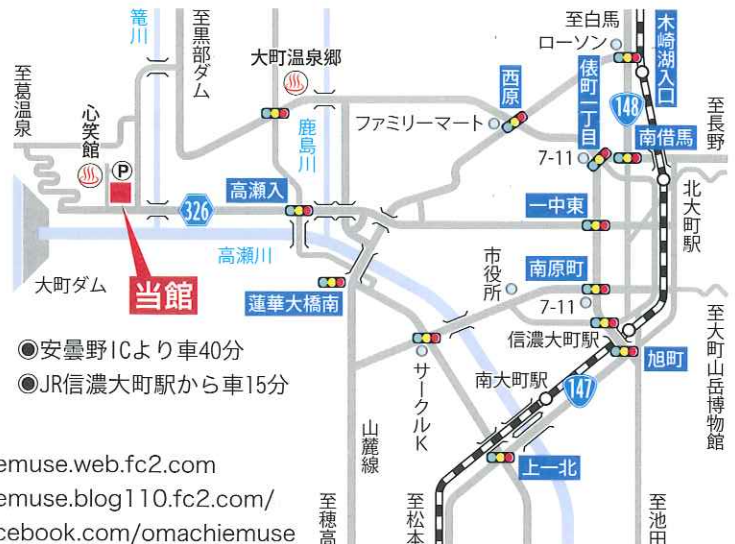 至白馬
ローソン
木崎湖入口
篭川
至黒部ダム
大町温泉郷
至葛温泉
心笑館
P
西原
俵町一丁目
148
至長野
ファミリーマート
鹿島川
7-11
南借馬
北大町駅
326
高瀬入
一中東
高瀬川
大町ダム
当館
蓮華大橋南
市役所
南原町
7-11
信濃大町駅
旭町
至大町山岳博物館
◉安曇野ICより車40分
◉JR信濃大町駅から車15分
サークルK
南大町駅
147
山麓線
上一北
至穂高
至松本
至池田
emuse.web.fc2.com
emuse.blog110.fc2.com/
cebook.com/omachiemuse